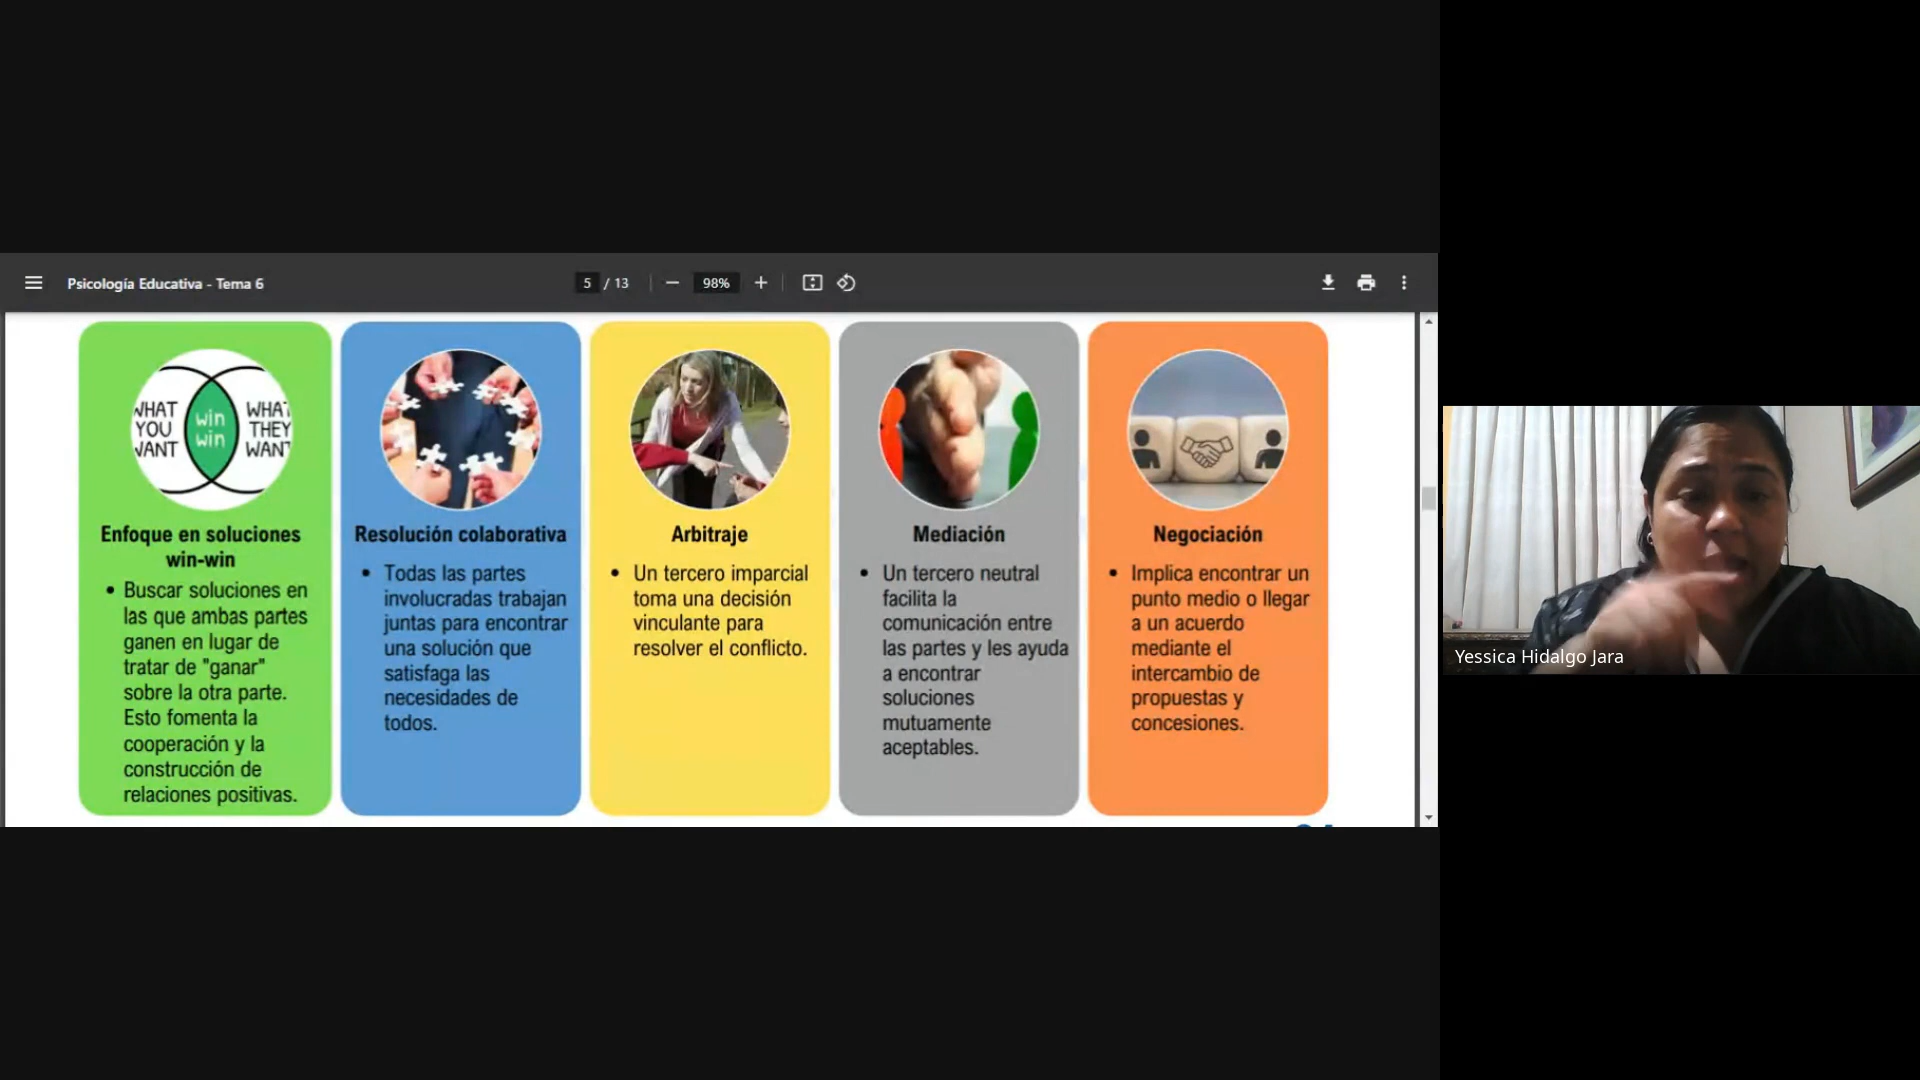 Psicología Educativa - Tema 6
5 / 13
98%
WHAT
YOU
WANT
win
win
WHAT
THEY
WANT
Enfoque en soluciones
win-win
• Buscar soluciones en
las que ambas partes
ganen en lugar de
tratar de "ganar"
sobre la otra parte.
Esto fomenta la
cooperación y la
construcción de
relaciones positivas.
Resolución colaborativa
• Todas las partes
involucradas trabajan
juntas para encontrar
una solución que
satisfaga las
necesidades de
todos.
Arbitraje
• Un tercero imparcial
toma una decisión
vinculante para
resolver el conflicto.
Mediación
• Un tercero neutral
facilita la
comunicación entre
las partes y les ayuda
a encontrar
soluciones
mutuamente
aceptables.
Negociación
• Implica encontrar un
punto medio o llegar
a un acuerdo
mediante el
intercambio de
propuestas y
concesiones.
Yessica Hidalgo Jara